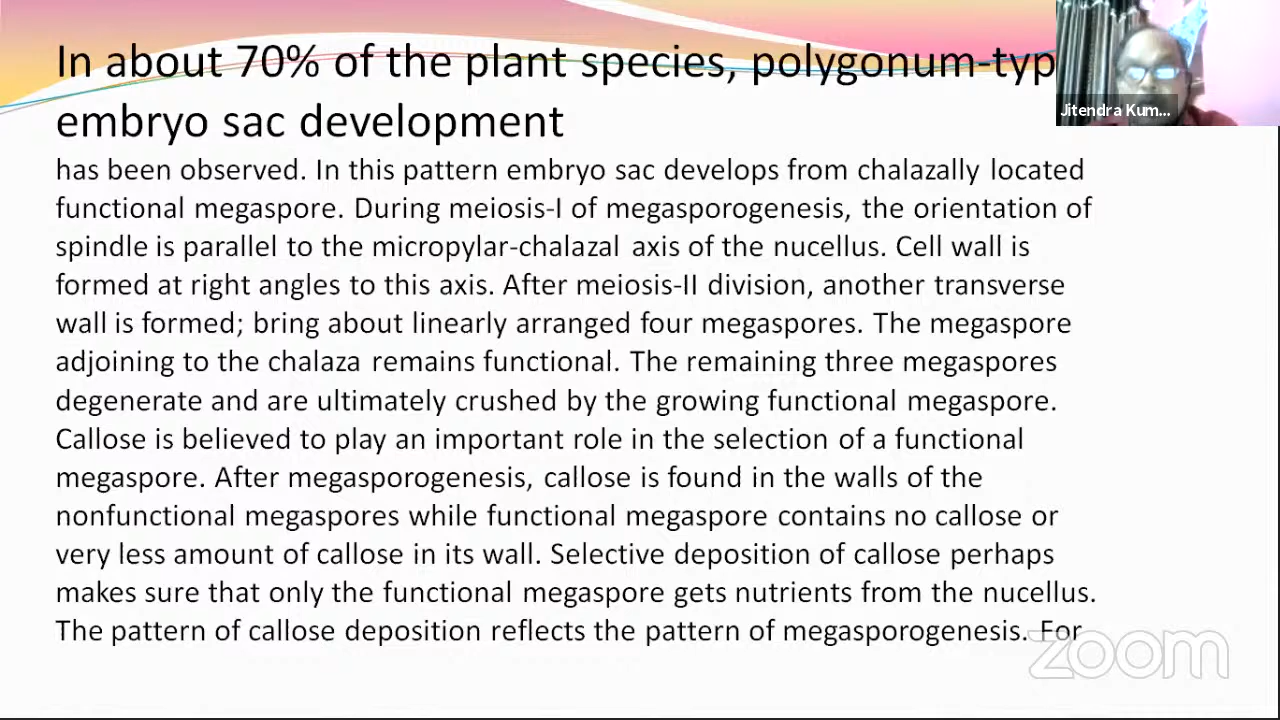 In about 70% of the plant species, polygonum-typ
embryo sac development
Jitendra Kum...
has been observed. In this pattern embryo sac develops from chalazally located
functional megaspore. During meiosis-I of megasporogenesis, the orientation of
spindle is parallel to the micropylar-chalazal axis of the nucellus. Cell wall is
formed at right angles to this axis. After meiosis-II division, another transverse
wall is formed; bring about linearly arranged four megaspores. The megaspore
adjoining to the chalaza remains functional. The remaining three megaspores
degenerate and are ultimately crushed by the growing functional megaspore.
Callose is believed to play an important role in the selection of a functional
megaspore. After megasporogenesis, callose is found in the walls of the
nonfunctional megaspores while functional megaspore contains no callose or
very less amount of callose in its wall. Selective deposition of callose perhaps
makes sure that only the functional megaspore gets nutrients from the nucellus.
The pattern of callose deposition reflects the pattern of megasporogenesis. For
zoom